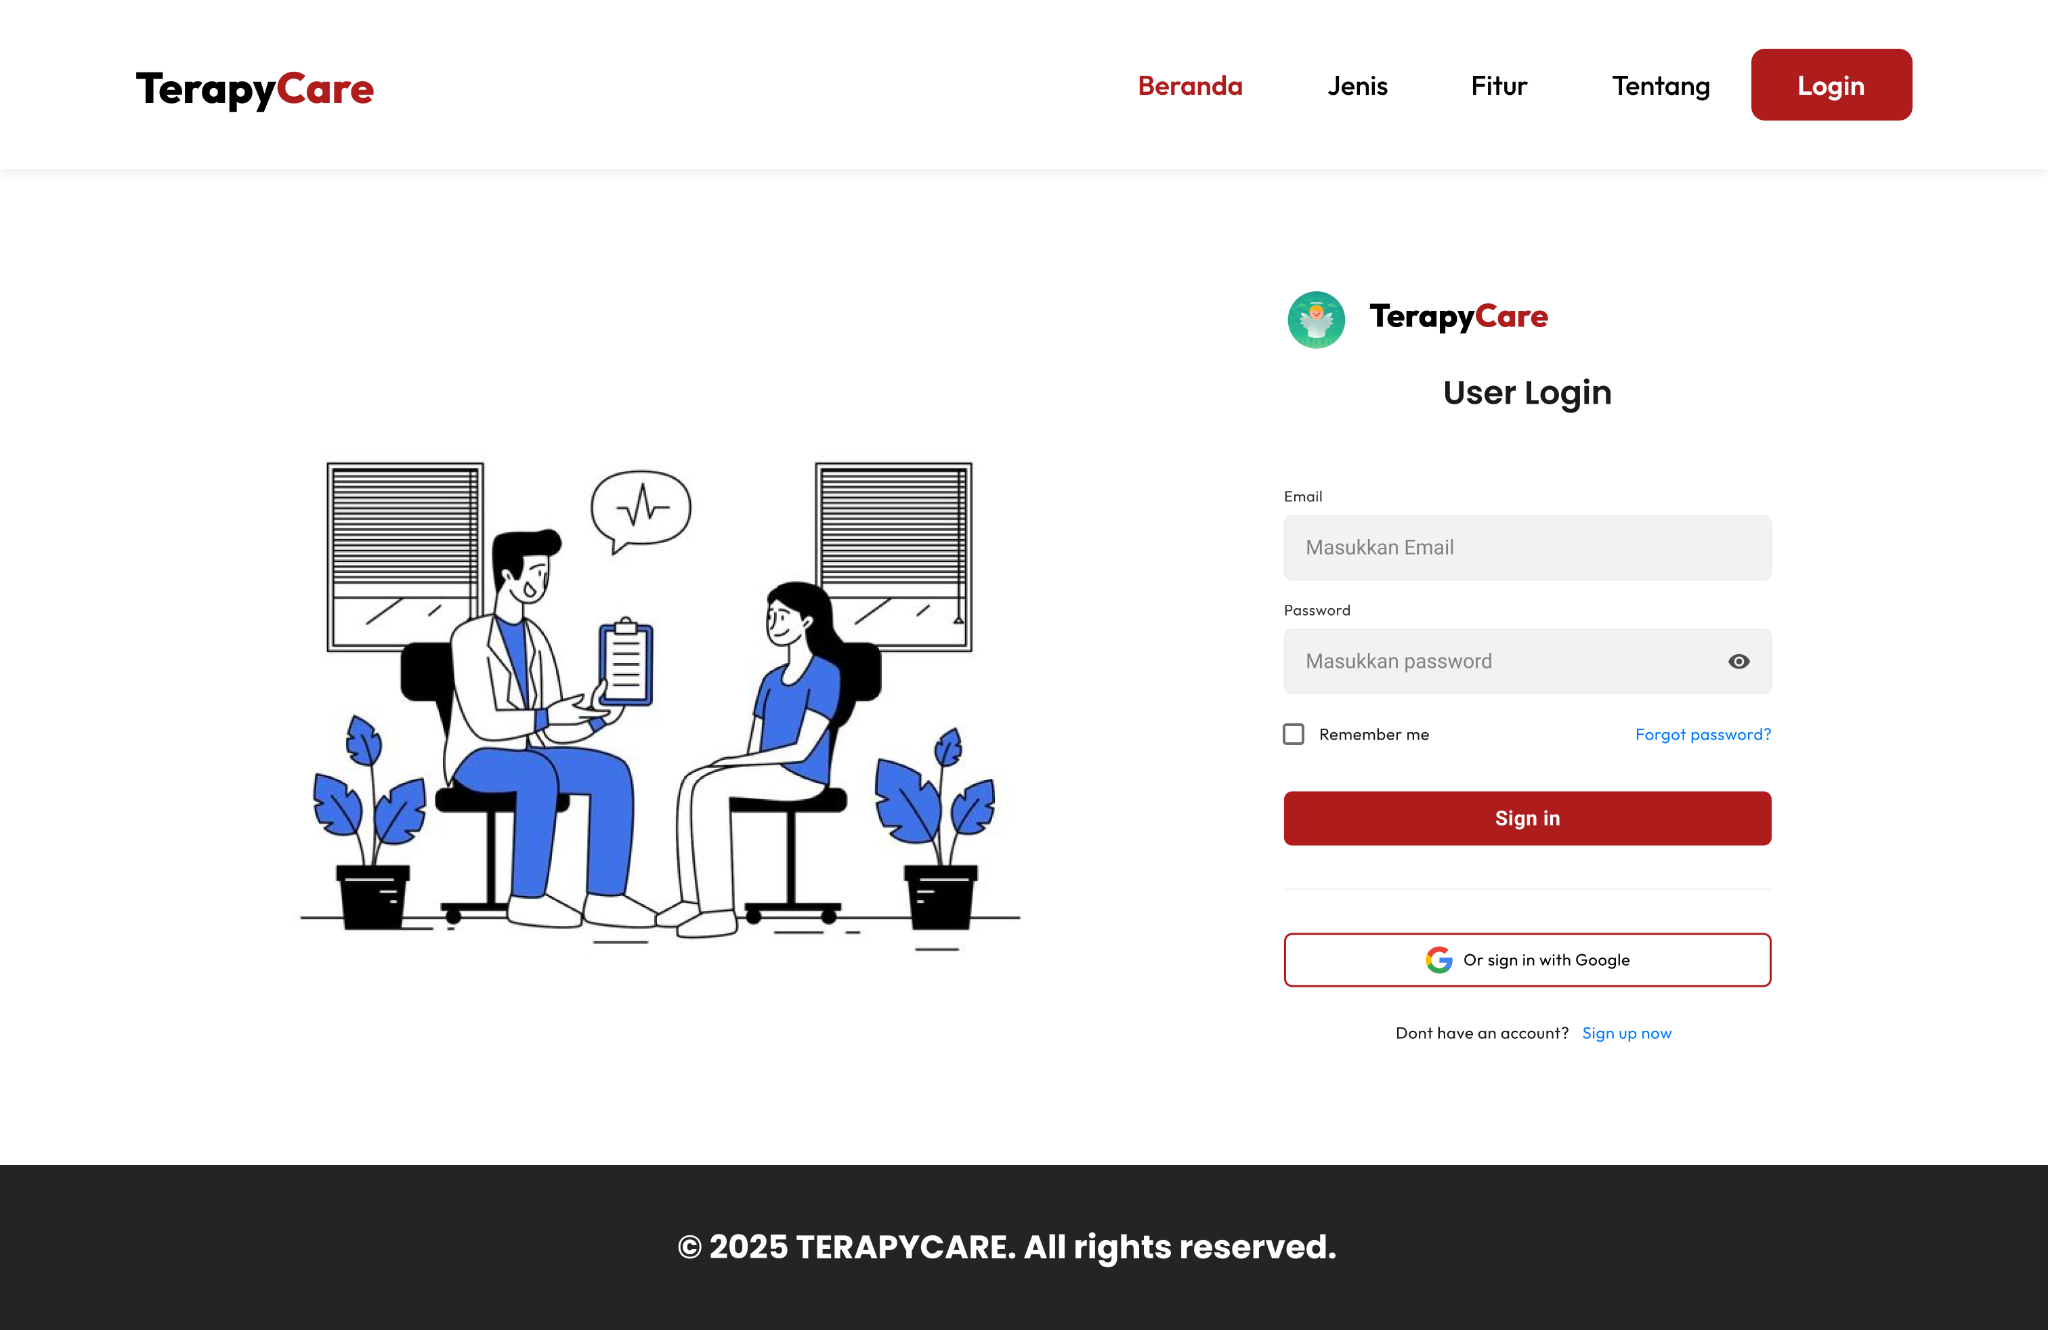 TerapyCare
Beranda Jenis Fitur Tentang Login
TerapyCare
User Login
Email
Masukkan Email
Password
Masukkan password
Remember me Forgot password?
Sign in
Or sign in with Google
Dont have an account? Sign up now
© 2025 TERAPYCARE. All rights reserved.